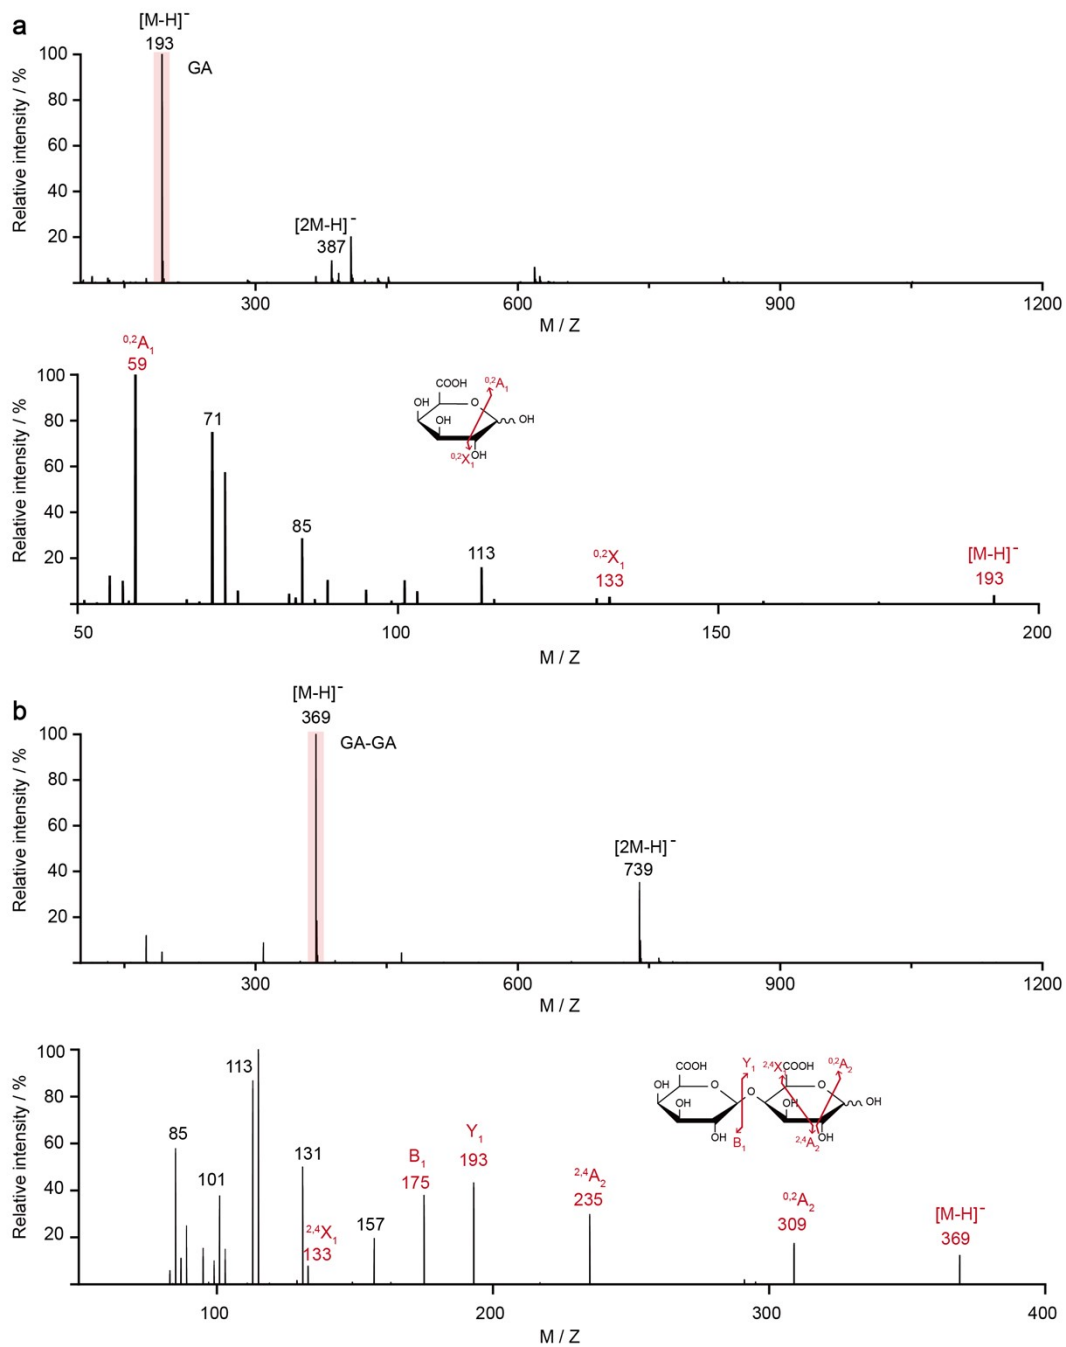 a
[M-H]⁻
193
GA
[2M-H]⁻
387
Relative intensity / %
100
80
60
40
20
300
600
900
1200
M / Z
0,2A1
59
71
85
113
0,2X1
133
[M-H]⁻
193
COOH
O
OH
OH
OH
OH
0,2A1
0,2X1
Relative intensity / %
100
80
60
40
20
50
100
150
200
M / Z
b
[M-H]⁻
369
GA-GA
[2M-H]⁻
739
Relative intensity / %
100
80
60
40
20
300
600
900
1200
M / Z
85
101
113
131
2,4X1
133
157
B1
175
Y1
193
2,4A2
235
0,2A2
309
[M-H]⁻
369
COOH
O
OH
OH
OH
Y1
B1
O
2,4X
COOH
0,2A2
O
OH
OH
OH
2,4A2
Relative intensity / %
100
80
60
40
20
100
200
300
400
M / Z